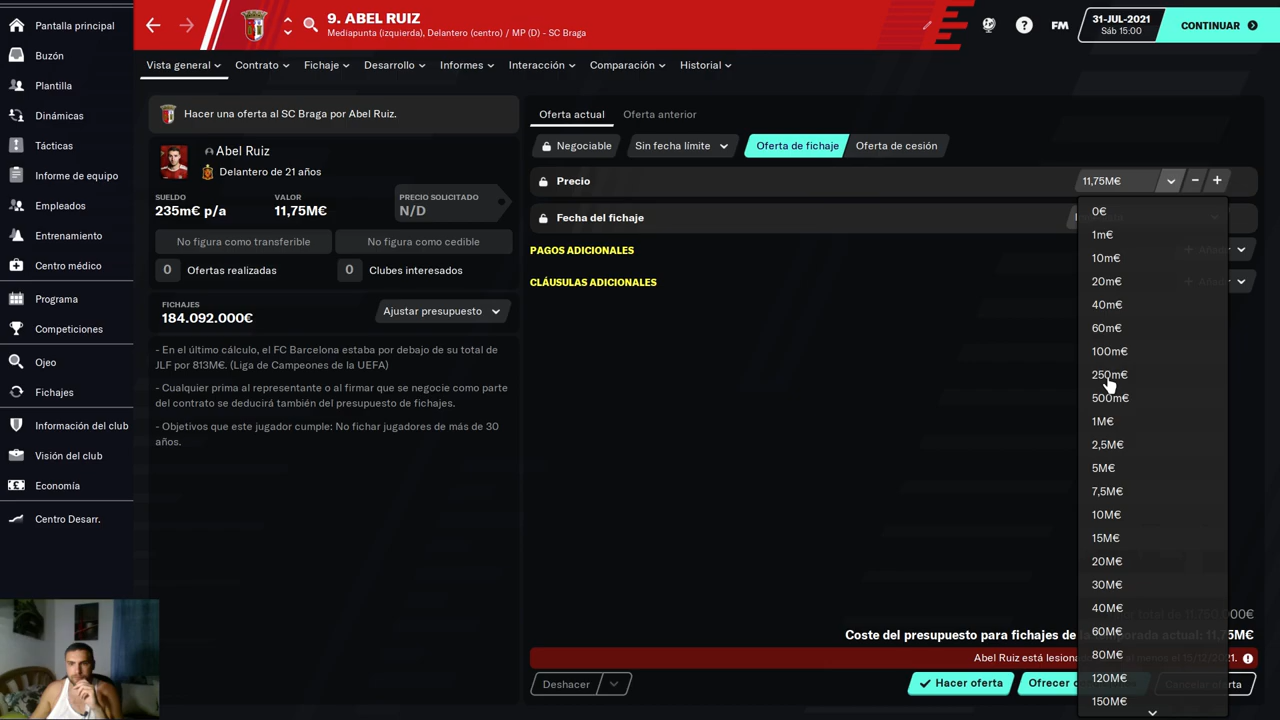 Pantalla principal
Buzón
Plantilla
Dinámicas
Tácticas
Informe de equipo
Empleados
Entrenamiento
Centro médico
Programa
Competiciones
Ojeo
Fichajes
Información del club
Visión del club
Economía
Centro Desarr.
9. ABEL RUIZ
Mediapunta (izquierda), Delantero (centro) / MP (D) - SC Braga
FM
31-JUL-2021
Sáb 15:00
CONTINUAR
Vista general
Contrato
Fichaje
Desarrollo
Informes
Interacción
Comparación
Historial
Hacer una oferta al SC Braga por Abel Ruiz.
Abel Ruiz
Delantero de 21 años
SUELDO
235m€ p/a
VALOR
11,75M€
PRECIO SOLICITADO
N/D
No figura como transferible
No figura como cedible
0 Ofertas realizadas
0 Clubes interesados
FICHAJES
184.092.000€
Ajustar presupuesto
- En el último cálculo, el FC Barcelona estaba por debajo de su total de
JLF por 813M€. (Liga de Campeones de la UEFA)
- Cualquier prima al representante o al firmar que se negocie como parte
del contrato se deducirá también del presupuesto de fichajes.
- Objetivos que este jugador cumple: No fichar jugadores de más de 30
años.
Oferta actual
Oferta anterior
Negociable
Sin fecha límite
Oferta de fichaje
Oferta de cesión
Precio
11,75M€
Fecha del fichaje
PAGOS ADICIONALES
CLÁUSULAS ADICIONALES
0€
1m€
10m€
20m€
40m€
60m€
100m€
250m€
500m€
1M€
2,5M€
5M€
7,5M€
10M€
15M€
20M€
30M€
40M€
60M€
80M€
120M€
150M€
Coste del presupuesto para fichajes de
Abel Ruiz está
Deshacer
Hacer oferta
Ofrecer
Cancelar oferta